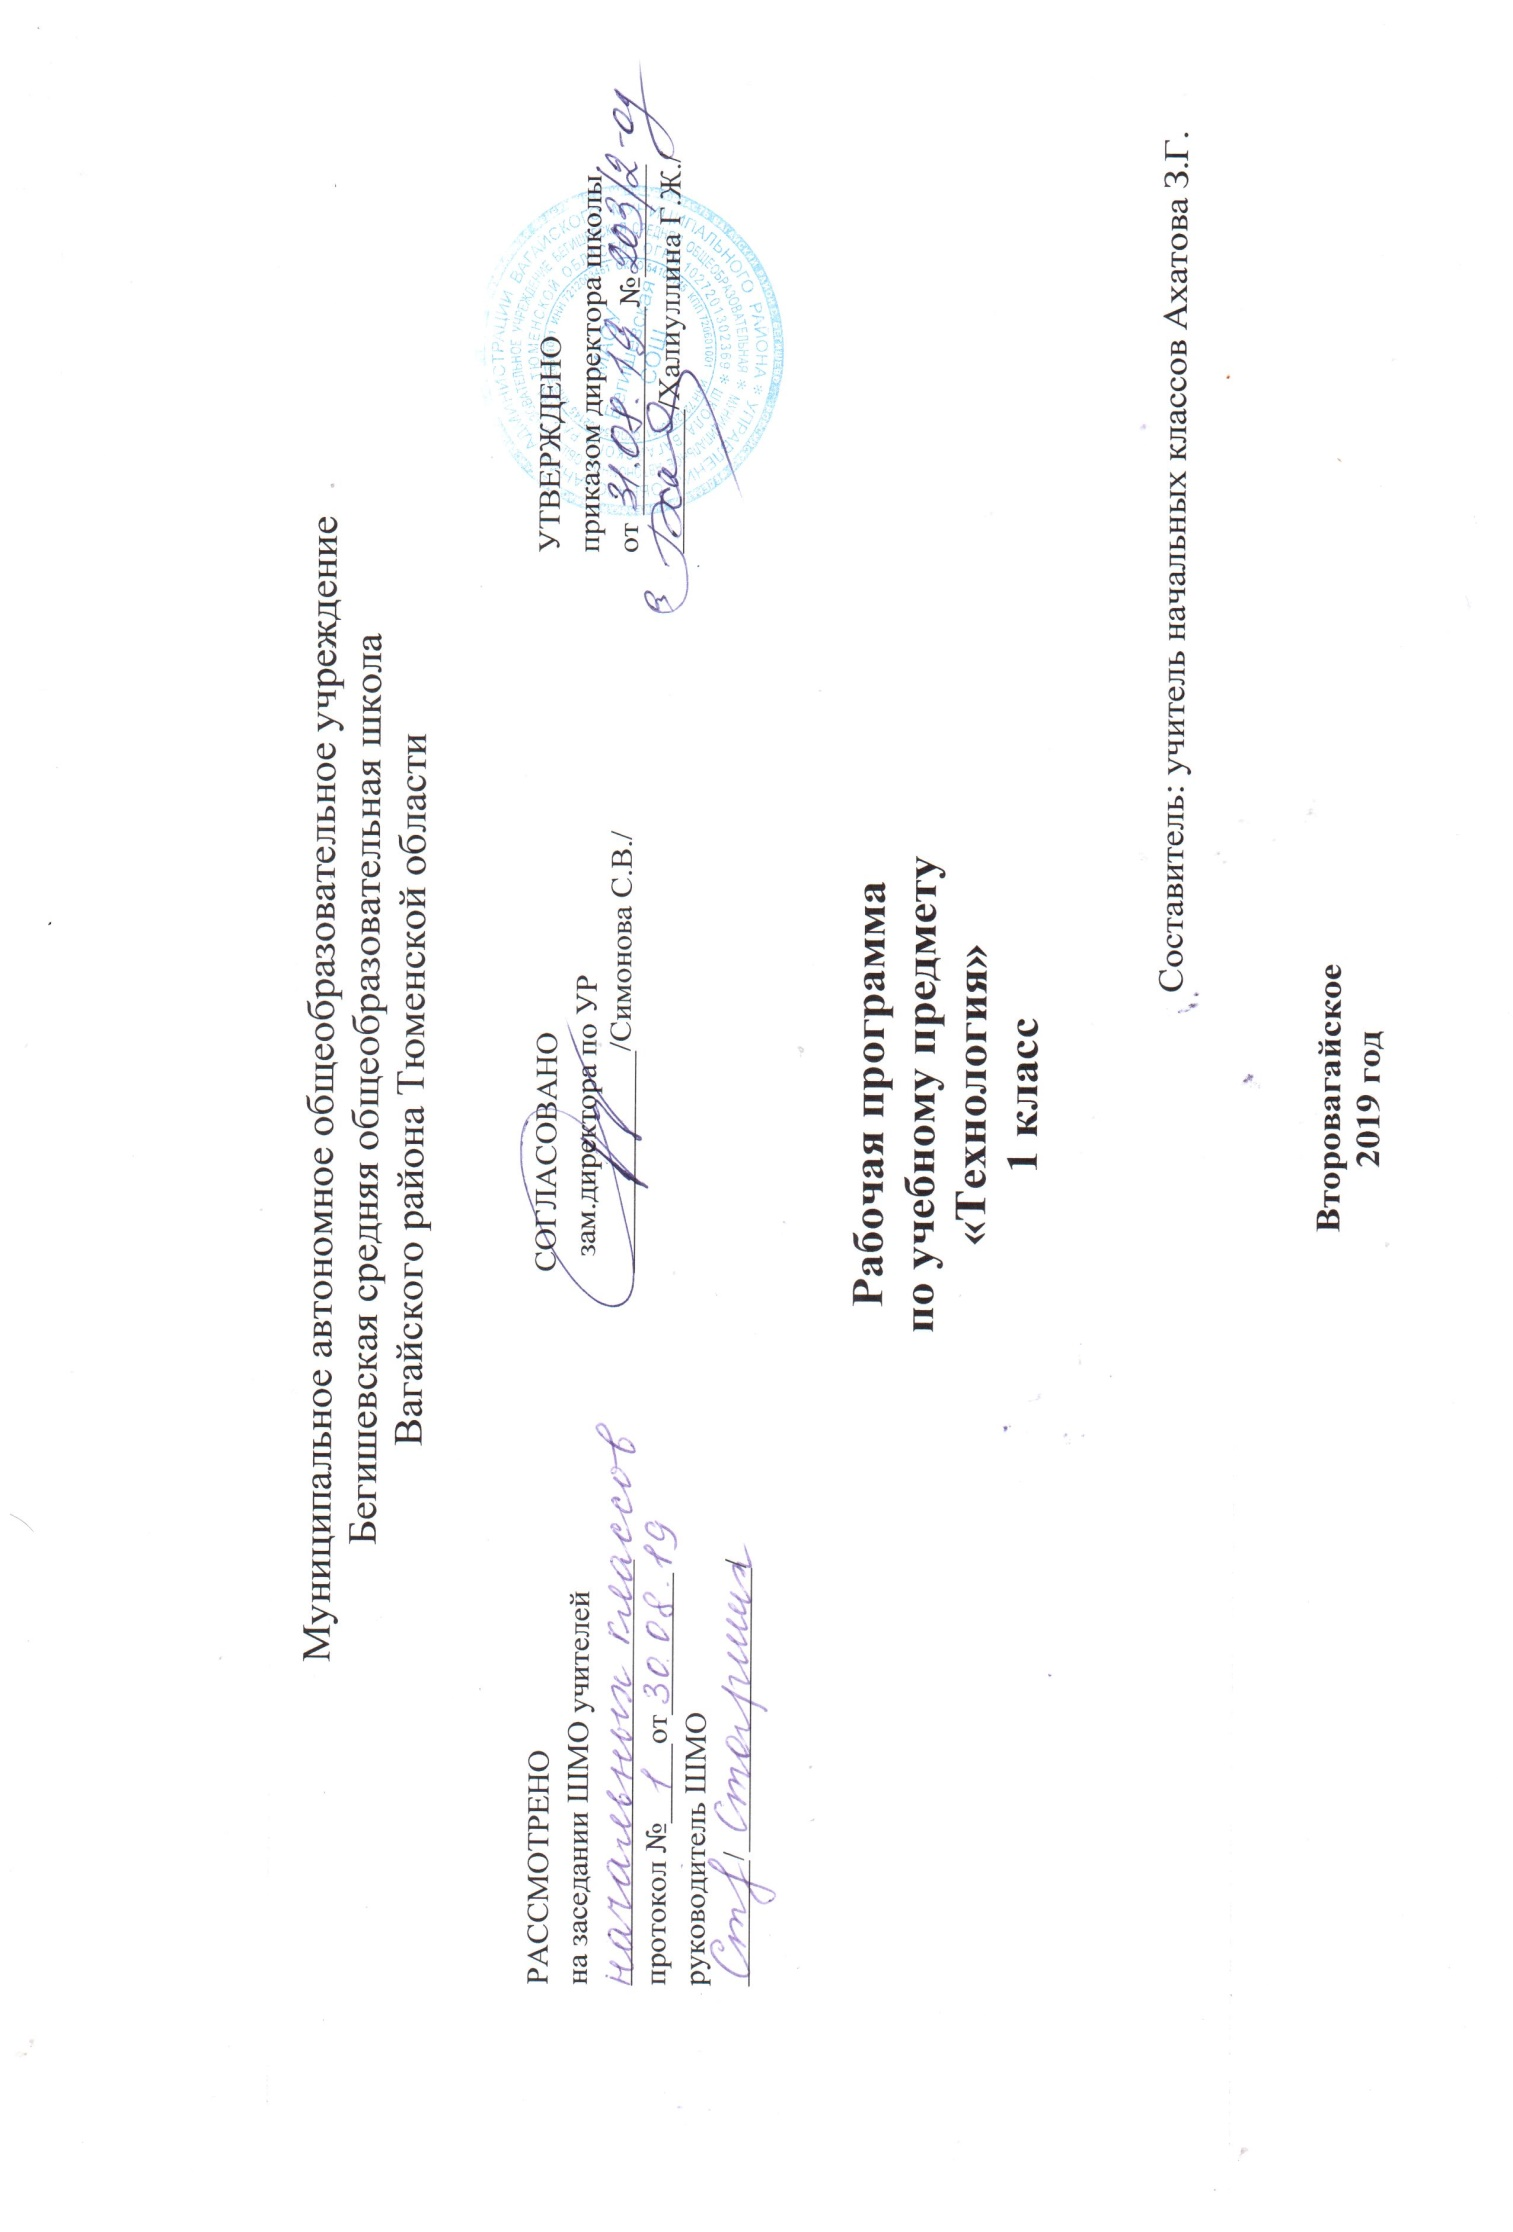 Муниципальное автономное общеобразовательное учреждение
Бегишевская средняя общеобразовательная школа
Вагайского района Тюменской области
РАССМОТРЕНО
на заседании ШМО учителей
начальных классов
протокол № 1 от 30.08.19
руководитель ШМО
/ /
СОГЛАСОВАНО
зам.директора по УР
/Симонова С.В./
УТВЕРЖДЕНО
приказом директора школы
от 31.08.19 № 203/2-од
/Халиуллина Г.Ж./
Рабочая программа
по учебному предмету
«Технология»
1 класс
Составитель: учитель начальных классов Ахатова З.Г.
Второвагайское
2019 год